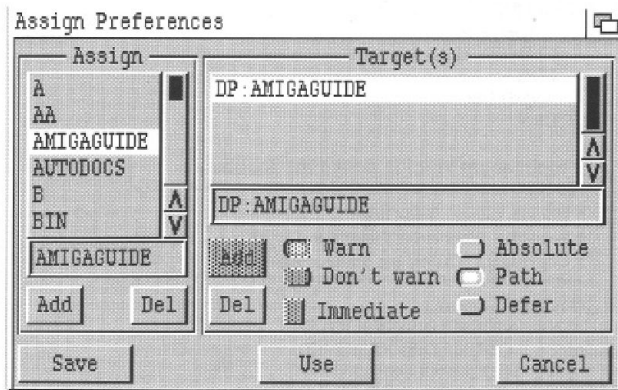 Assign Preferences
Assign
Target(s)
A
AA
AMIGAGUIDE
AUTODOCS
B
BIN
AMIGAGUIDE
Add
Del
DP:AMIGAGUIDE
DP:AMIGAGUIDE
Add
Del
Warn
Don't warn
Immediate
Absolute
Path
Defer
Save
Use
Cancel